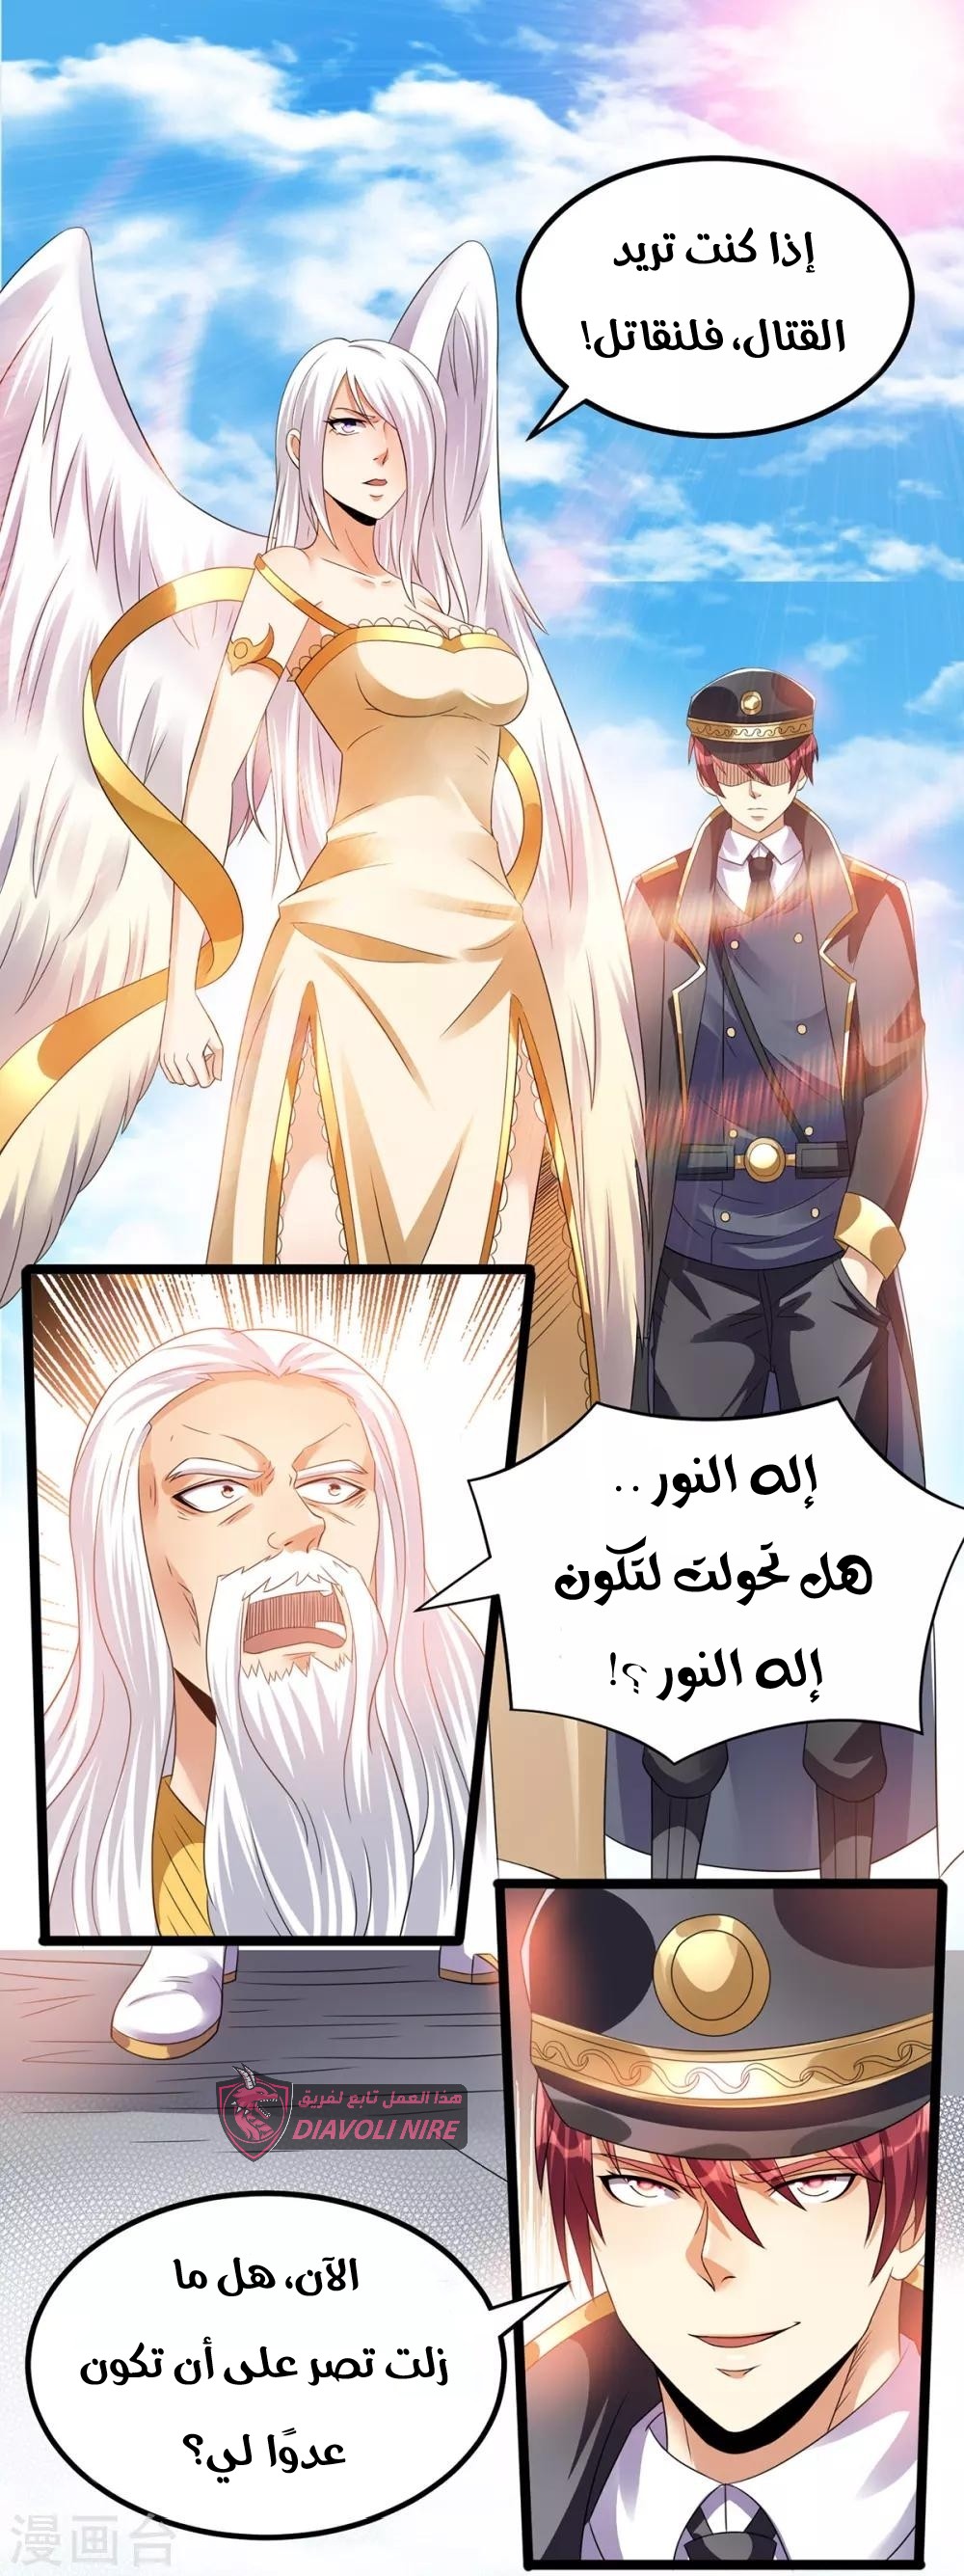 إذا كنت تريد
القتال، فلنقاتل!
إله النور ..
هل تحولت لتكون
إله النور ؟!
هذا العمل تابع لفريق
DIAVOLI NIRE
الآن، هل ما
زلت تصر على أن تكون
عدوًا لي؟
漫画台